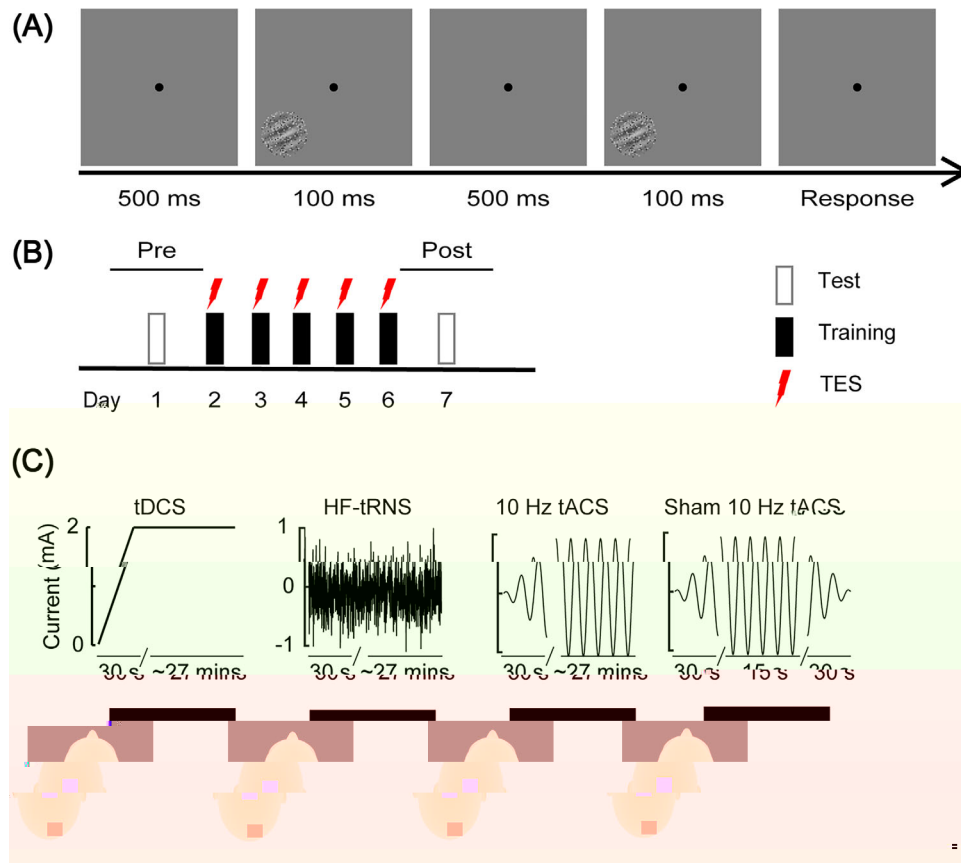 (A)
500 ms 100 ms 500 ms 100 ms Response
(B)
Pre Post
Test
Training
TES
Day 1 2 3 4 5 6 7
(C)
tDCS HF-tRNS 10 Hz tACS Sham 10 Hz tACS
Current (mA)
2 1
0
0 -1
30 s ~27 mins 30 s ~27 mins 30 s ~27 mins 30 s 15 s 30 s